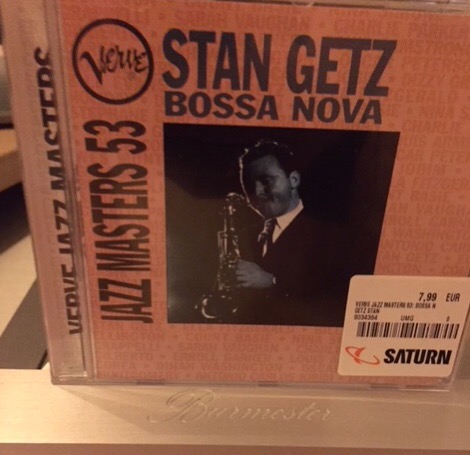 Verve
STAN GETZ
BOSSA NOVA
JAZZ MASTERS 53
VERVE JAZZ MASTERS
7,99 EUR
VERVE JAZZ MASTERS 53: BOSSA N
GETZ STAN
UMG
SATURN
Burmester